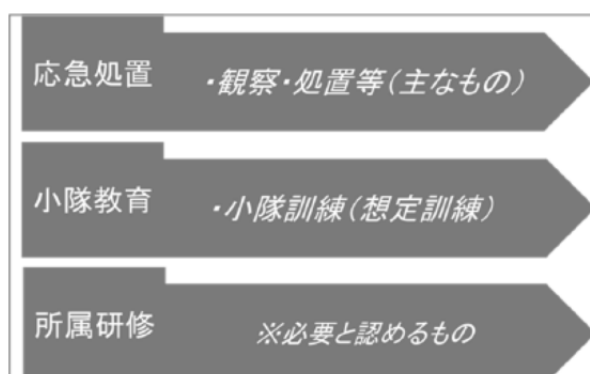 応急処置
・観察・処置等(主なもの)
小隊教育
・小隊訓練(想定訓練)
所属研修
※必要と認めるもの